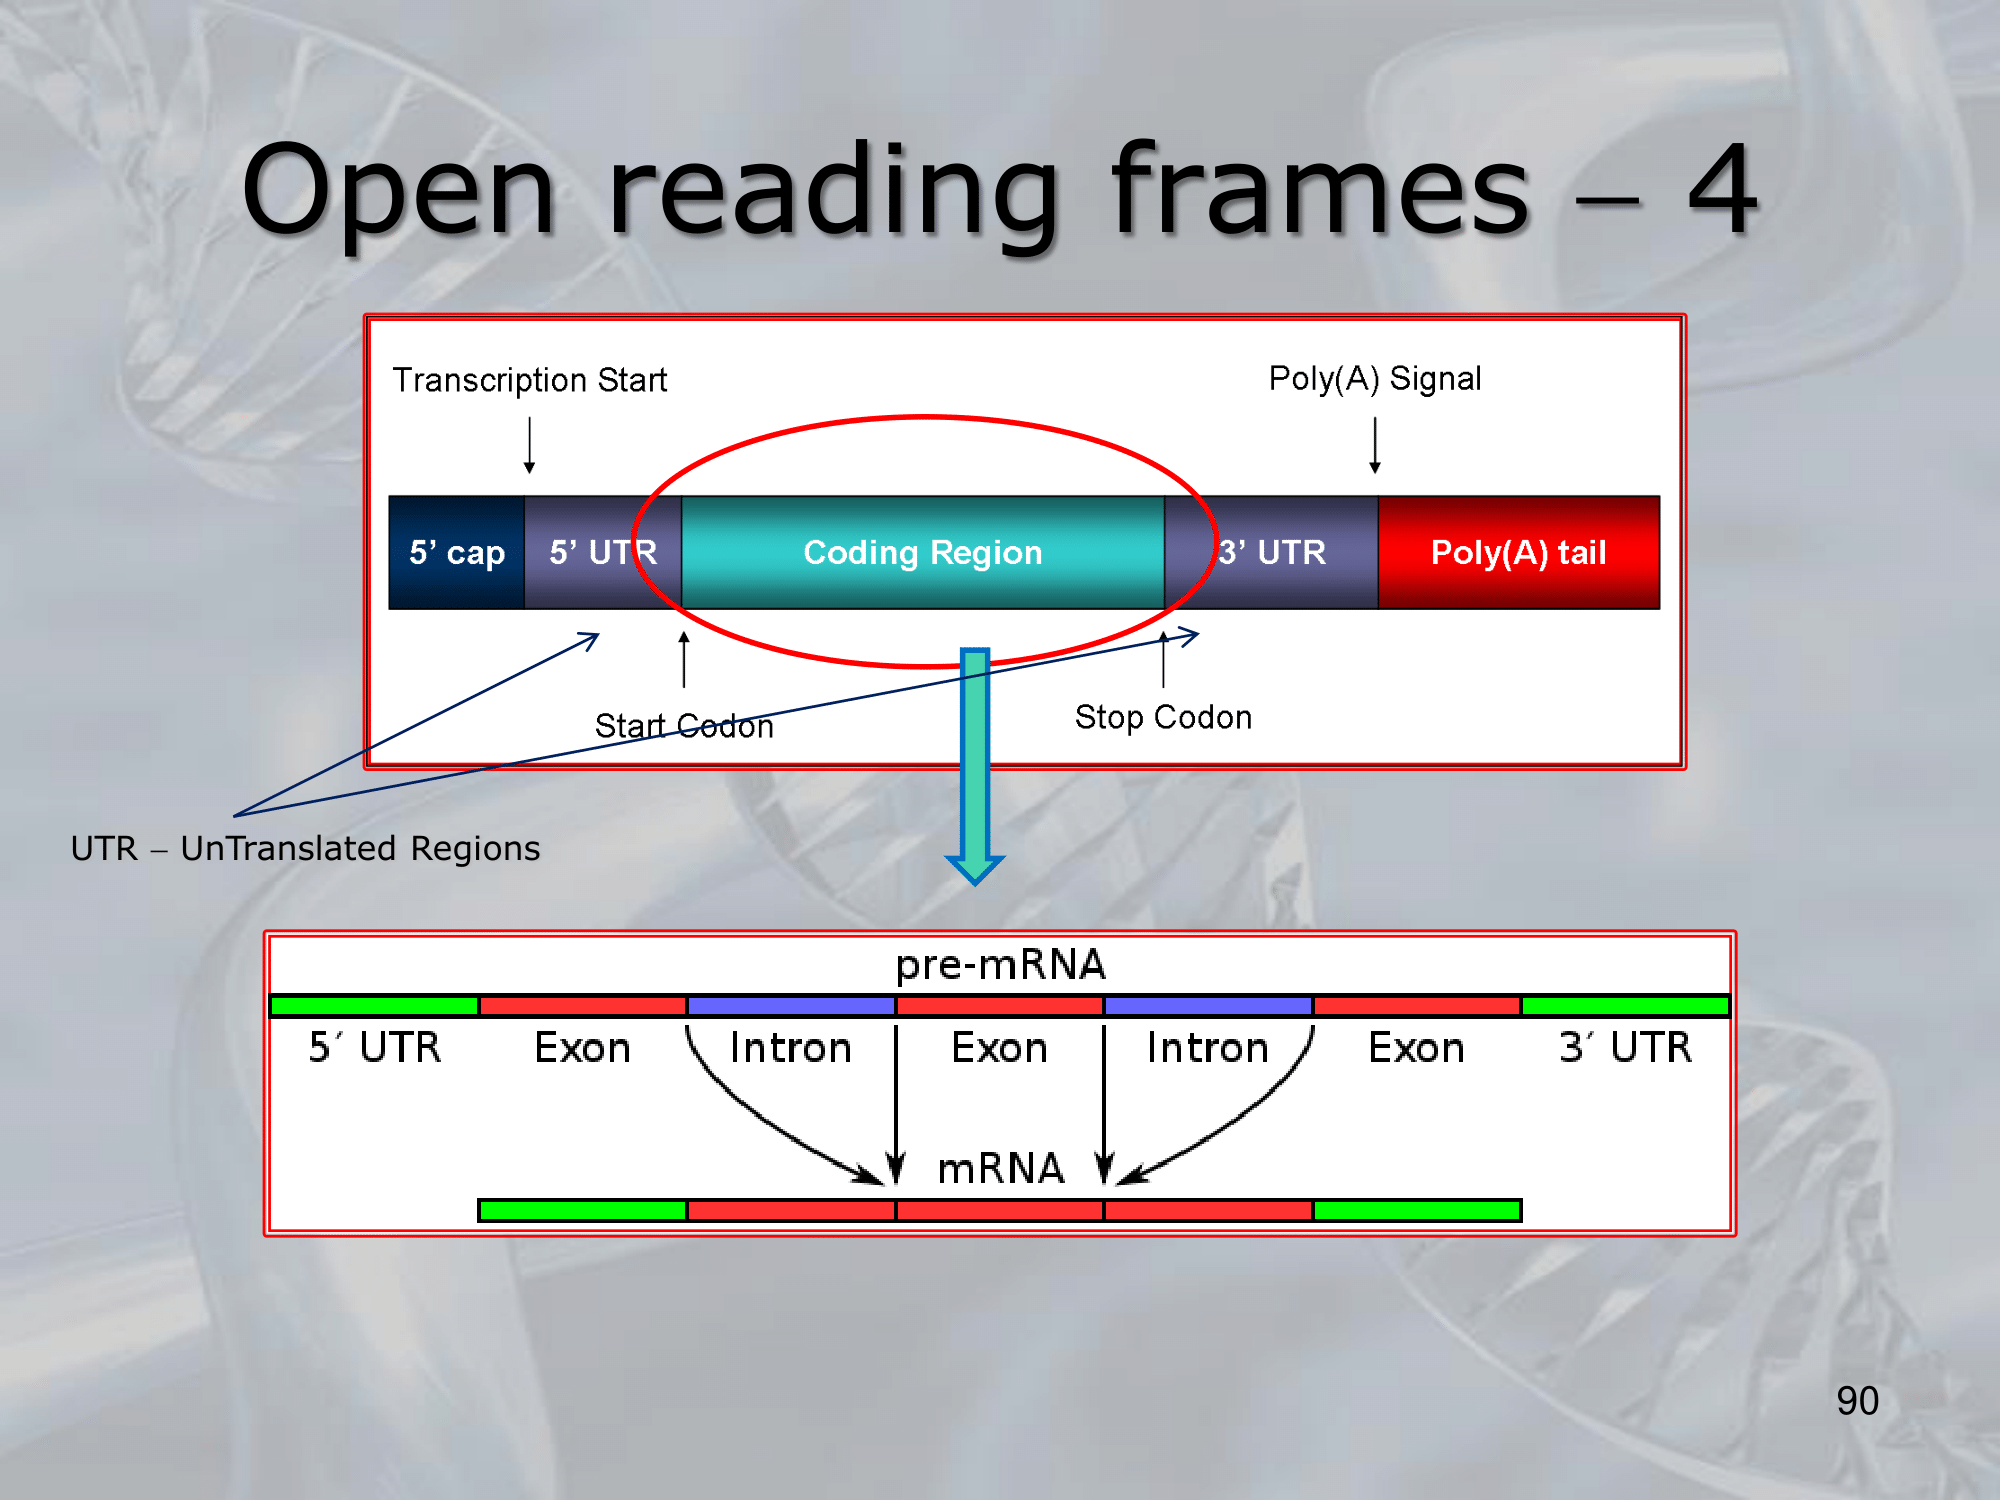 Open reading frames – 4
Transcription Start
Poly(A) Signal
5’ cap
5’ UTR
Coding Region
3’ UTR
Poly(A) tail
Start Codon
Stop Codon
UTR – UnTranslated Regions
pre-mRNA
5′ UTR
Exon
Intron
Exon
Intron
Exon
3′ UTR
mRNA
90